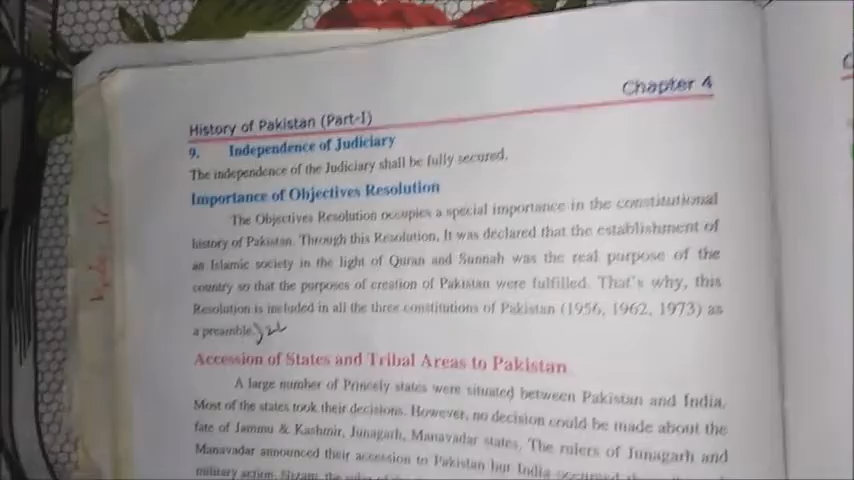 Chapter 4
History of Pakistan (Part-I)
9. Independence of Judiciary
The independence of the Judiciary shall be fully secured.
Importance of Objectives Resolution
The Objectives Resolution occupies a special importance in the constitutional
history of Pakistan. Through this Resolution, It was declared that the establishment of
an Islamic society in the light of Quran and Sunnah was the real purpose of the
country so that the purposes of creation of Pakistan were fulfilled. That's why, this
Resolution is included in all the three constitutions of Pakistan (1956, 1962, 1973) as
a preamble.
Accession of States and Tribal Areas to Pakistan
A large number of Princely states were situated between Pakistan and India.
Most of the states took their decisions. However, no decision could be made about the
fate of Jammu & Kashmir, Junagarh, Manavadar states. The rulers of Junagarh and
Manavadar announced their accession to Pakistan but India occupied
military action. Nizam, the